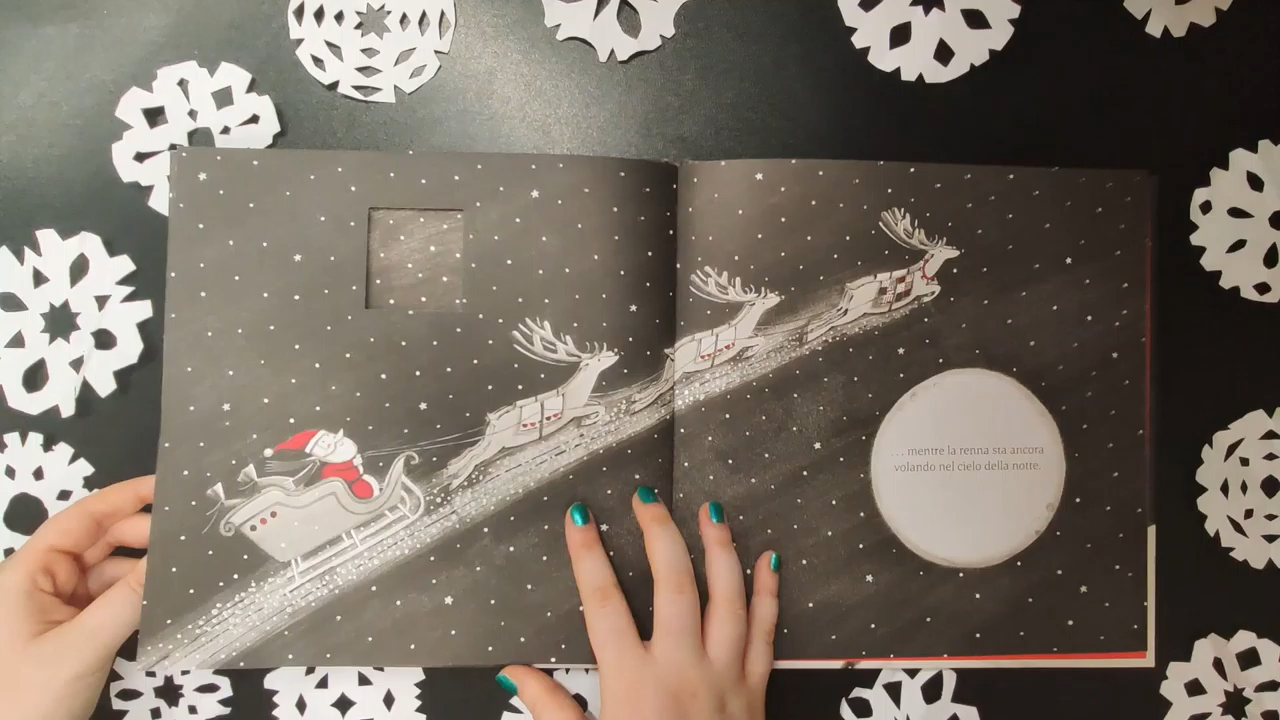 ... mentre la renna sta ancora
volando nel cielo della notte.